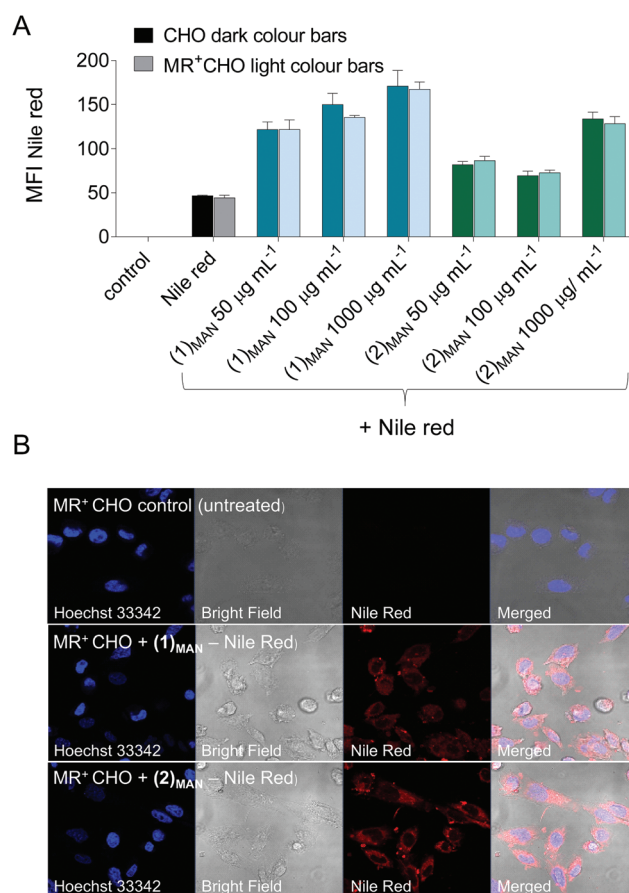 A
CHO dark colour bars
MR⁺CHO light colour bars
MFI Nile red
200
150
100
50
0
control
Nile red
(1)MAN 50 µg mL⁻¹
(1)MAN 100 µg mL⁻¹
(1)MAN 1000 µg mL⁻¹
(2)MAN 50 µg mL⁻¹
(2)MAN 100 µg mL⁻¹
(2)MAN 1000 µg/ mL⁻¹
+ Nile red
B
MR⁺ CHO control (untreated)
Hoechst 33342 Bright Field Nile Red Merged
MR⁺ CHO + (1)MAN – Nile Red)
Hoechst 33342 Bright Field Nile Red Merged
MR⁺ CHO + (2)MAN – Nile Red)
Hoechst 33342 Bright Field Nile Red Merged